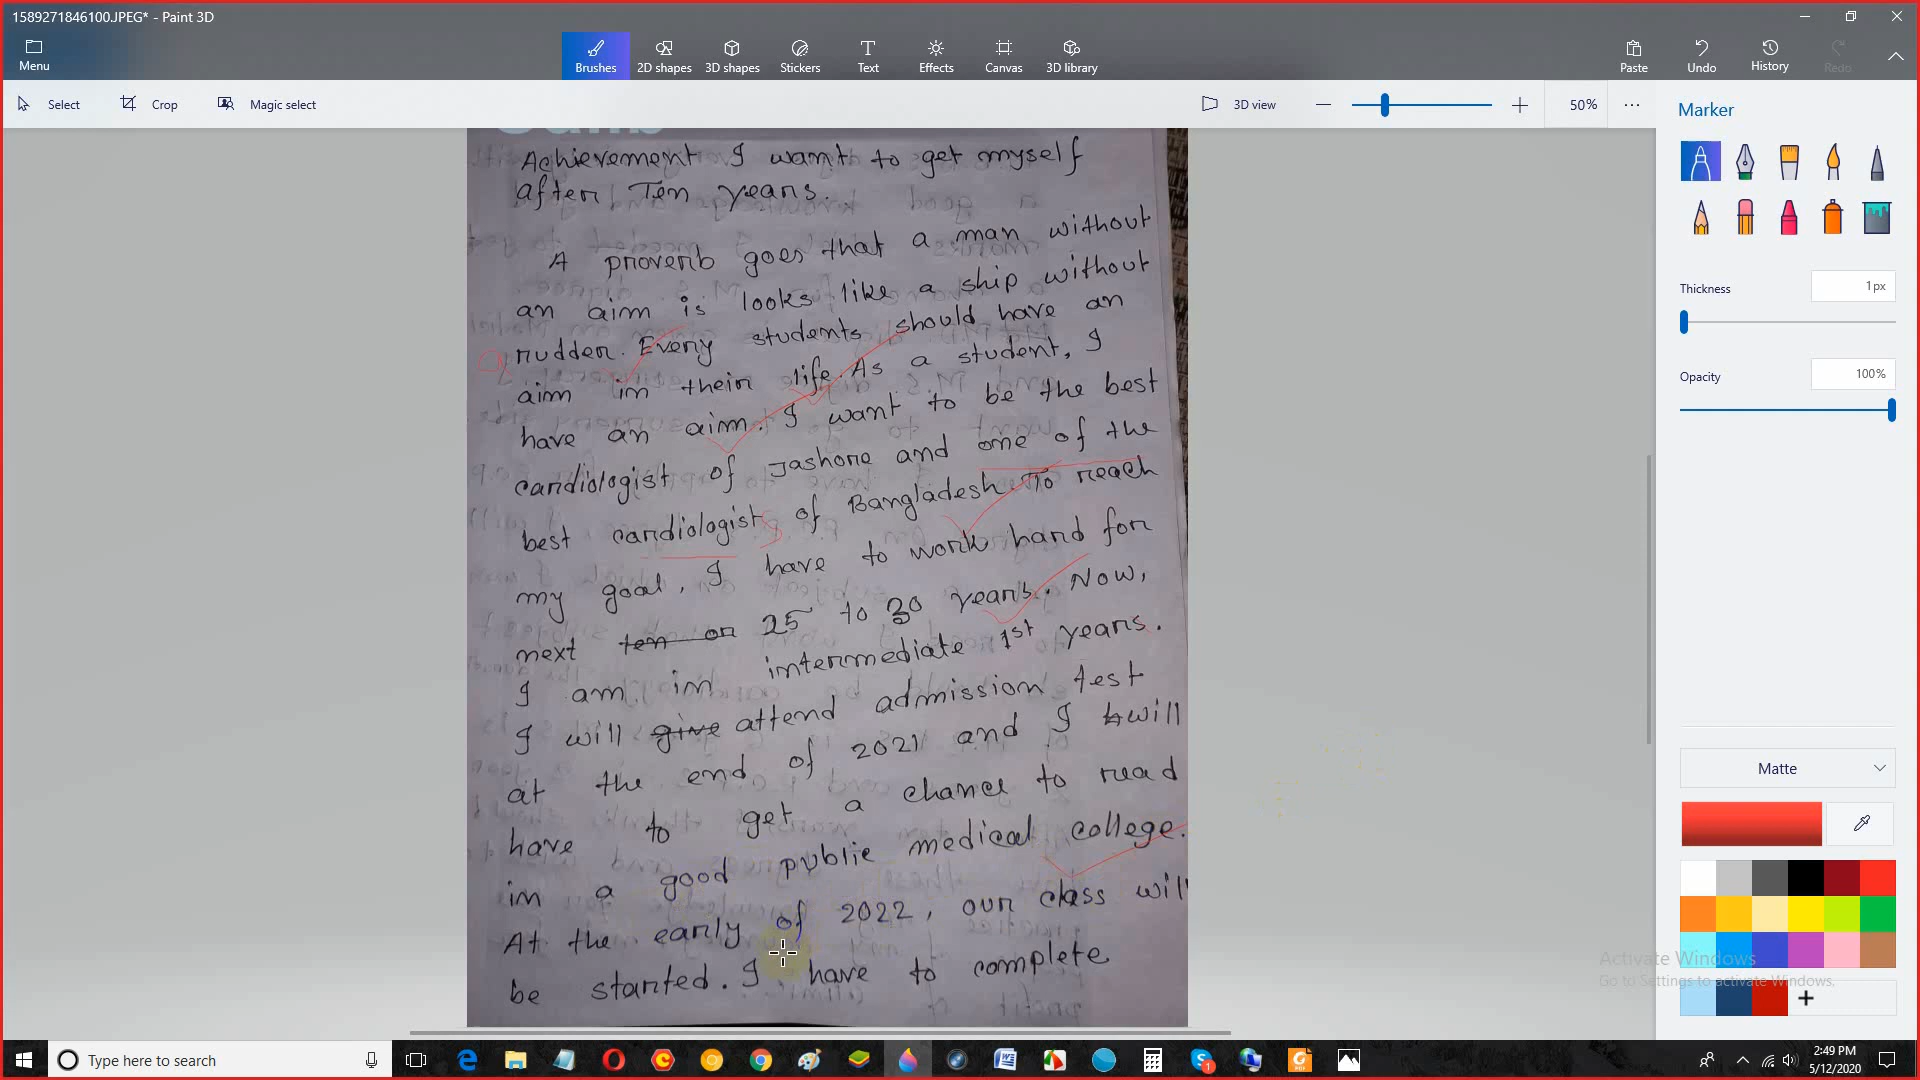 1589271846100.JPEG* - Paint 3D
Menu
Brushes
2D shapes
3D shapes
Stickers
Text
Effects
Canvas
3D library
Paste
Undo
History
Redo
Select
Crop
Magic select
3D view
50%
Marker
Achievement I want to get myself
after Ten years.
A proverb goes that a man without
an aim is looks like a ship without
a rudder. Every students should have an
aim in their life. As a student, I
have an aim. I want to be the best
cardiologist of Jashore and one of the
best cardiologists of Bangladesh. To reach
my goal, I have to work hard for
next ten or 25 to 30 years. Now,
I am in intermediate 1st years.
I will give attend admission test
at the end of 2021 and I will
have to get a chance to read
in a good public medical college.
At the early of 2022, our class will
be started. I have to complete
Thickness
1px
Opacity
100%
Matte
Activate Windows
Go to Settings to activate Windows.
Type here to search
2:49 PM
5/12/2020